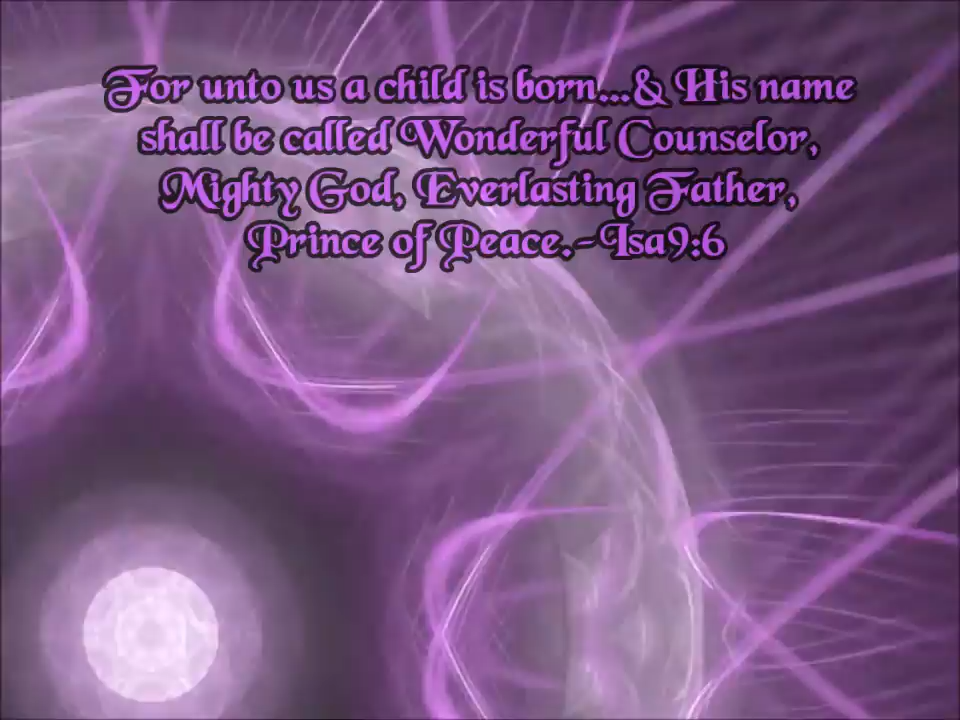 For unto us a child is born...& His name
shall be called Wonderful Counselor,
Mighty God, Everlasting Father,
Prince of Peace.-Isa9:6